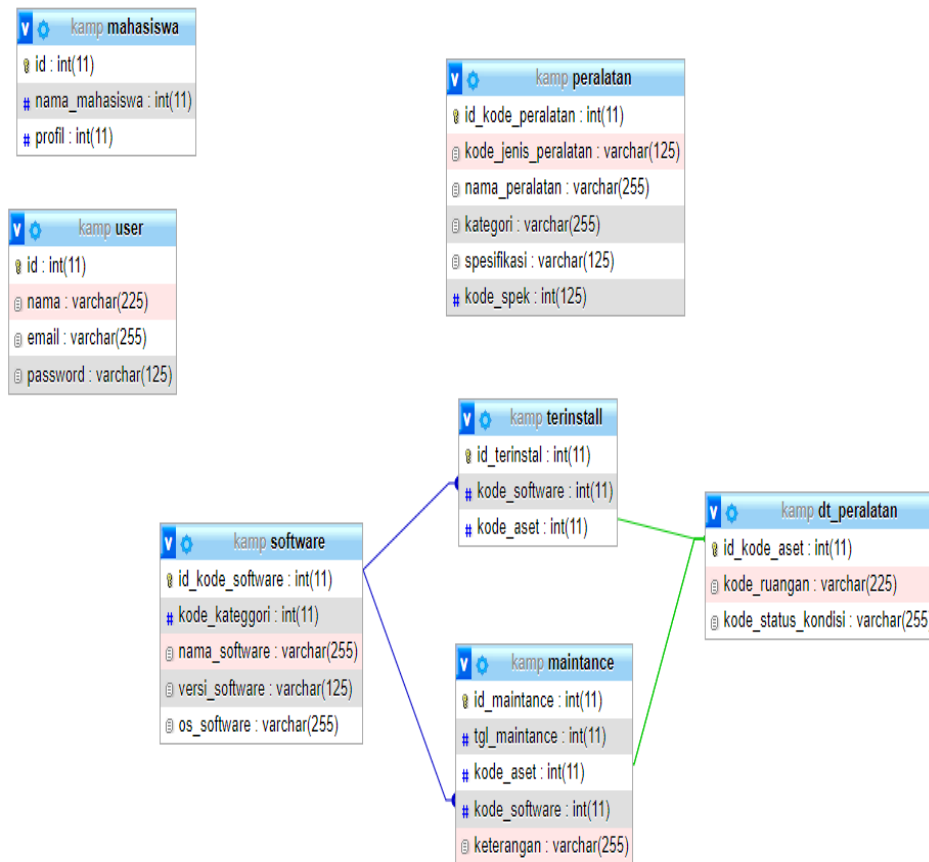 kamp mahasiswa
id : int(11)
# nama_mahasiswa : int(11)
# profil : int(11)
kamp peralatan
id_kode_peralatan : int(11)
kode_jenis_peralatan : varchar(125)
nama_peralatan : varchar(255)
kategori : varchar(255)
spesifikasi : varchar(125)
# kode_spek : int(125)
kamp user
id : int(11)
nama : varchar(225)
email : varchar(255)
password : varchar(125)
kamp terinstall
id_terinstal : int(11)
# kode_software : int(11)
# kode_aset : int(11)
kamp dt_peralatan
id_kode_aset : int(11)
kode_ruangan : varchar(225)
kode_status_kondisi : varchar(255)
kamp software
id_kode_software : int(11)
# kode_kateggori : int(11)
nama_software : varchar(255)
versi_software : varchar(125)
os_software : varchar(255)
kamp maintance
id_maintance : int(11)
# tgl_maintance : int(11)
# kode_aset : int(11)
# kode_software : int(11)
keterangan : varchar(255)